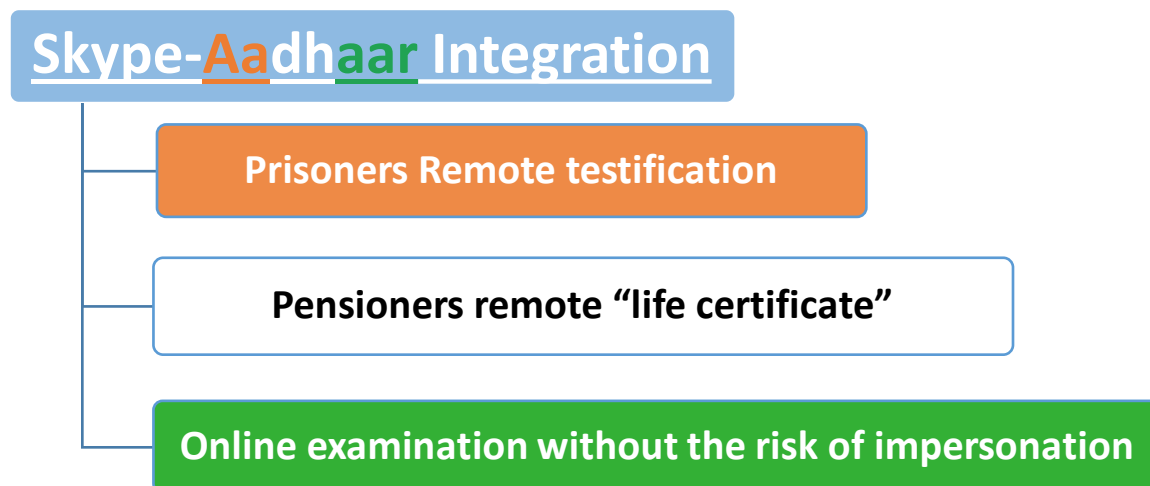 Skype-Aadhaar Integration
Prisoners Remote testification
Pensioners remote “life certificate”
Online examination without the risk of impersonation